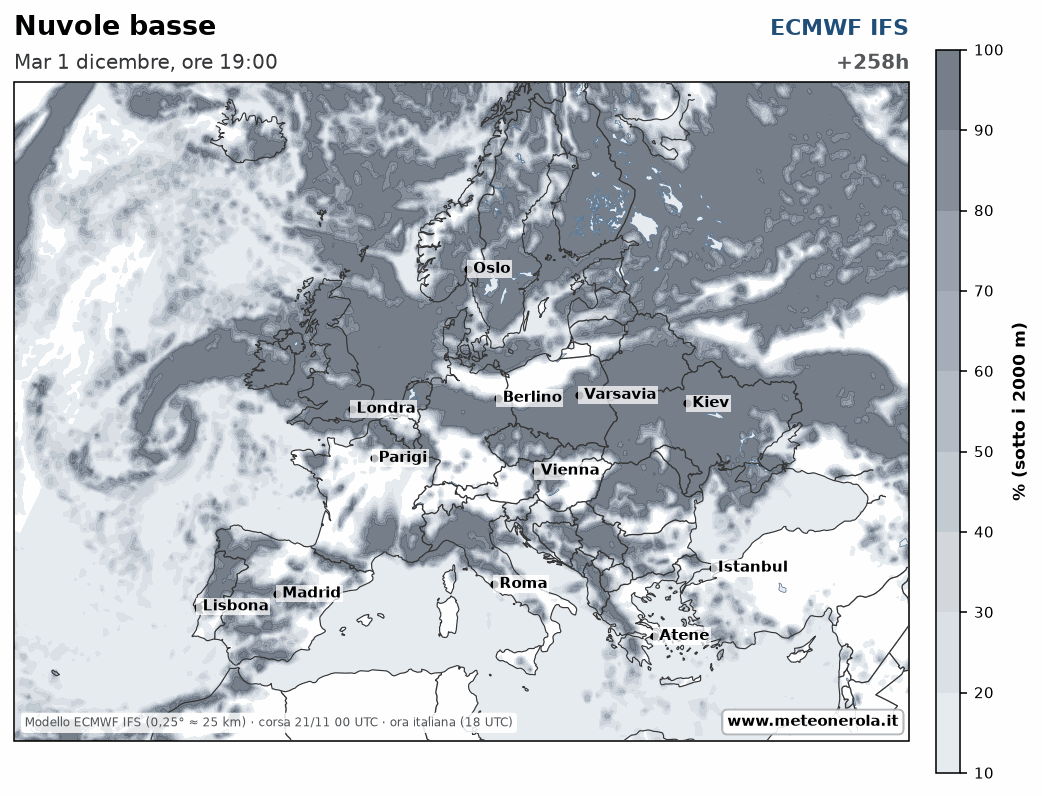 Nuvole basse
ECMWF IFS
Mar 1 dicembre, ore 19:00
+258h
100
90
80
70
60
50
40
30
20
10
% (sotto i 2000 m)
Oslo
Berlino
Varsavia
Kiev
Londra
Parigi
Vienna
Istanbul
Roma
Madrid
Lisbona
Atene
Modello ECMWF IFS (0,25° ≈ 25 km) · corsa 21/11 00 UTC · ora italiana (18 UTC)
www.meteonerola.it